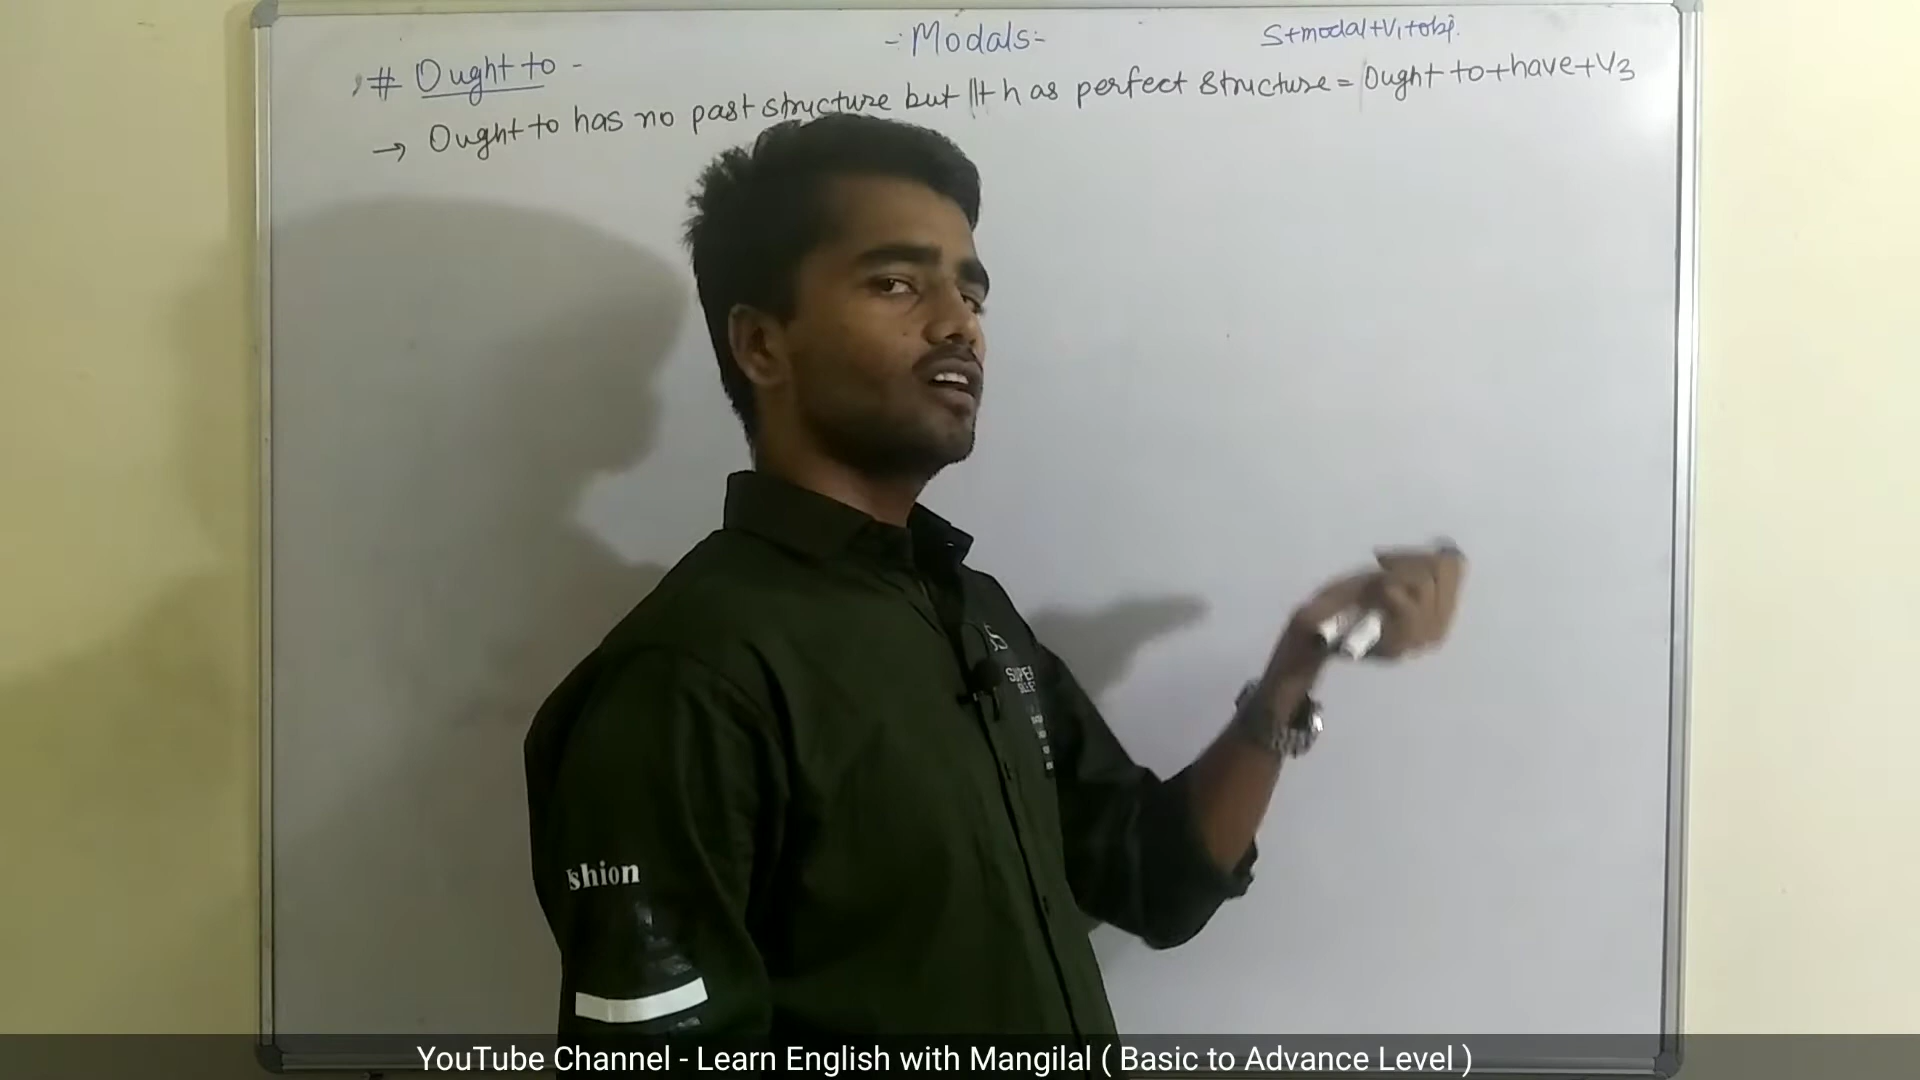 -: Modals:-
S+modal+V1+obj.
# Ought to -
→ Ought to has no past structure but It has perfect structure = Ought to+have+V3
SUPER
shion
YouTube Channel - Learn English with Mangilal ( Basic to Advance Level )